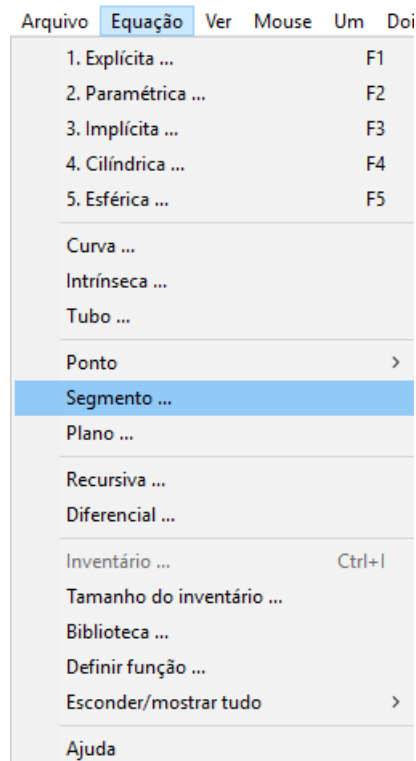 Arquivo Equação Ver Mouse Um Doi
1. Explícita ... F1
2. Paramétrica ... F2
3. Implícita ... F3
4. Cilíndrica ... F4
5. Esférica ... F5
Curva ...
Intrínseca ...
Tubo ...
Ponto >
Segmento ...
Plano ...
Recursiva ...
Diferencial ...
Inventário ... Ctrl+I
Tamanho do inventário ...
Biblioteca ...
Definir função ...
Esconder/mostrar tudo >
Ajuda